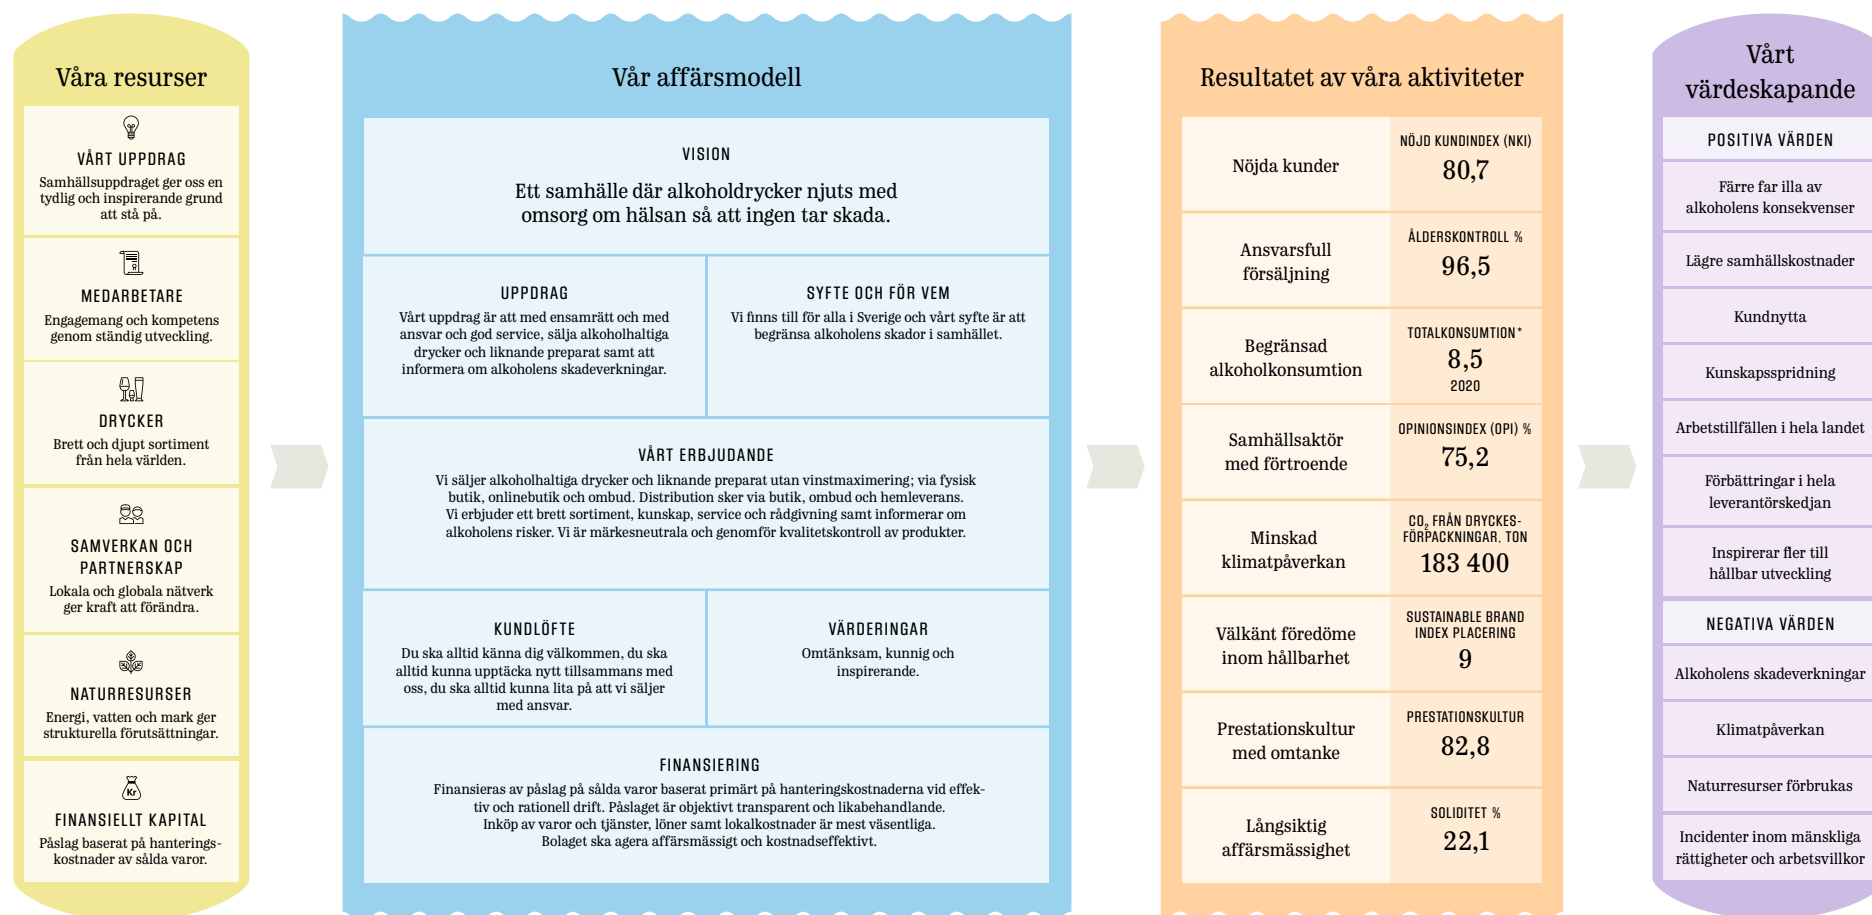 Våra resurser
VÅRT UPPDRAG
Samhällsuppdraget ger oss en
tydlig och inspirerande grund
att stå på.
MEDARBETARE
Engagemang och kompetens
genom ständig utveckling.
DRYCKER
Brett och djupt sortiment
från hela världen.
SAMVERKAN OCH
PARTNERSKAP
Lokala och globala nätverk
ger kraft att förändra.
NATURRESURSER
Energi, vatten och mark ger
strukturella förutsättningar.
Kr
FINANSIELLT KAPITAL
Påslag baserat på hanterings-
kostnader av sålda varor.
Vår affärsmodell
VISION
Ett samhälle där alkoholdrycker njuts med
omsorg om hälsan så att ingen tar skada.
UPPDRAG
Vårt uppdrag är att med ensamrätt och med
ansvar och god service, sälja alkoholhaltiga
drycker och liknande preparat samt att
informera om alkoholens skadeverkningar.
SYFTE OCH FÖR VEM
Vi finns till för alla i Sverige och vårt syfte är att
begränsa alkoholens skador i samhället.
VÅRT ERBJUDANDE
Vi säljer alkoholhaltiga drycker och liknande preparat utan vinstmaximering; via fysisk
butik, onlinebutik och ombud. Distribution sker via butik, ombud och hemleverans.
Vi erbjuder ett brett sortiment, kunskap, service och rådgivning samt informerar om
alkoholens risker. Vi är märkesneutrala och genomför kvalitetskontroll av produkter.
KUNDLÖFTE
Du ska alltid känna dig välkommen, du ska
alltid kunna upptäcka nytt tillsammans med
oss, du ska alltid kunna lita på att vi säljer
med ansvar.
VÄRDERINGAR
Omtänksam, kunnig och
inspirerande.
FINANSIERING
Finansieras av påslag på sålda varor baserat primärt på hanteringskostnaderna vid effek-
tiv och rationell drift. Påslaget är objektivt transparent och likabehandlande.
Inköp av varor och tjänster, löner samt lokalkostnader är mest väsentliga.
Bolaget ska agera affärsmässigt och kostnadseffektivt.
Resultatet av våra aktiviteter
Nöjda kunder
NÖJD KUNDINDEX (NKI)
80,7
Ansvarsfull
försäljning
ÅLDERSKONTROLL %
96,5
Begränsad
alkoholkonsumtion
TOTALKONSUMTION*
8,5
2020
Samhällsaktör
med förtroende
OPINIONSINDEX (OPI) %
75,2
Minskad
klimatpåverkan
CO₂ FRÅN DRYCKES-
FÖRPACKNINGAR, TON
183 400
Välkänt föredöme
inom hållbarhet
SUSTAINABLE BRAND
INDEX PLACERING
9
Prestationskultur
med omtanke
PRESTATIONSKULTUR
82,8
Långsiktig
affärsmässighet
SOLIDITET %
22,1
Vårt
värdeskapande
POSITIVA VÄRDEN
Färre far illa av
alkoholens konsekvenser
Lägre samhällskostnader
Kundnytta
Kunskapsspridning
Arbetstillfällen i hela landet
Förbättringar i hela
leverantörskedjan
Inspirerar fler till
hållbar utveckling
NEGATIVA VÄRDEN
Alkoholens skadeverkningar
Klimatpåverkan
Naturresurser förbrukas
Incidenter inom mänskliga
rättigheter och arbetsvillkor